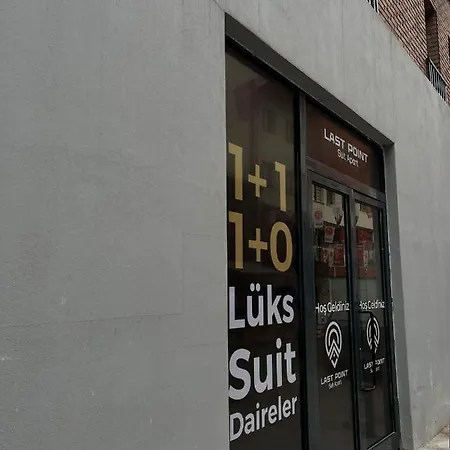 1+1
1+0
Lüks
Suit
Daireler
LAST POINT
Suit Apart
Hoş Geldiniz
LAST POINT
Suit Apart
Hoş Geldiniz
LAST POINT
Suit Apart